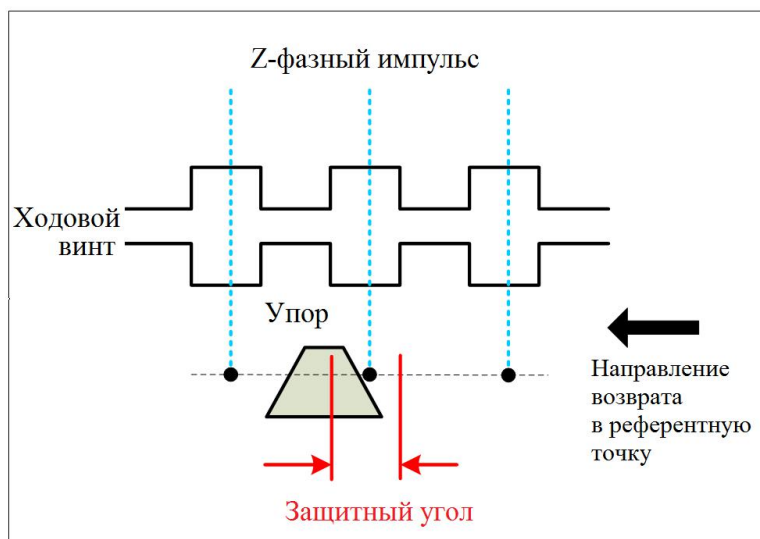 Z-фазный импульс
Ходовой
винт
Упор
Направление
возврата
в референтную
точку
Защитный угол